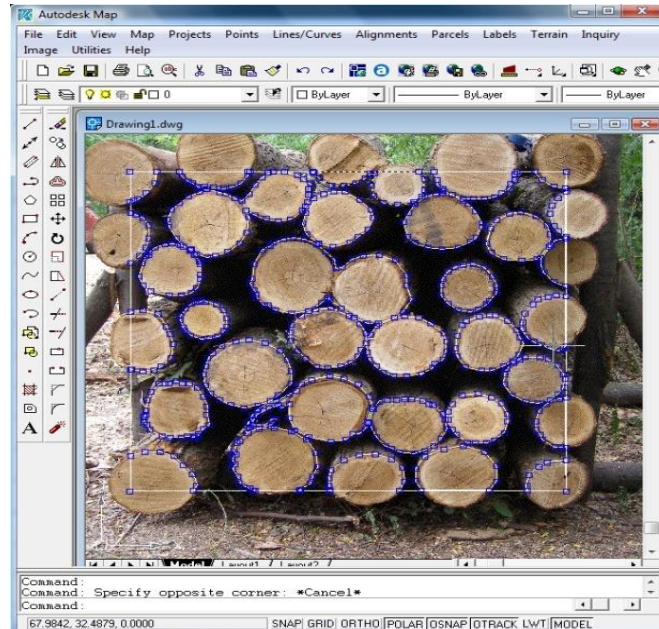 Autodesk Map
File Edit View Map Projects Points Lines/Curves Alignments Parcels Labels Terrain Inquiry
Image Utilities Help
0 ByLayer ByLayer ByLayer
Drawing1.dwg
A
Model Layout1 Layout2
Command:
Command: Specify opposite corner: *Cancel*
Command:
67.9842, 32.4879, 0.0000 SNAP GRID ORTHO POLAR OSNAP OTRACK LWT MODEL